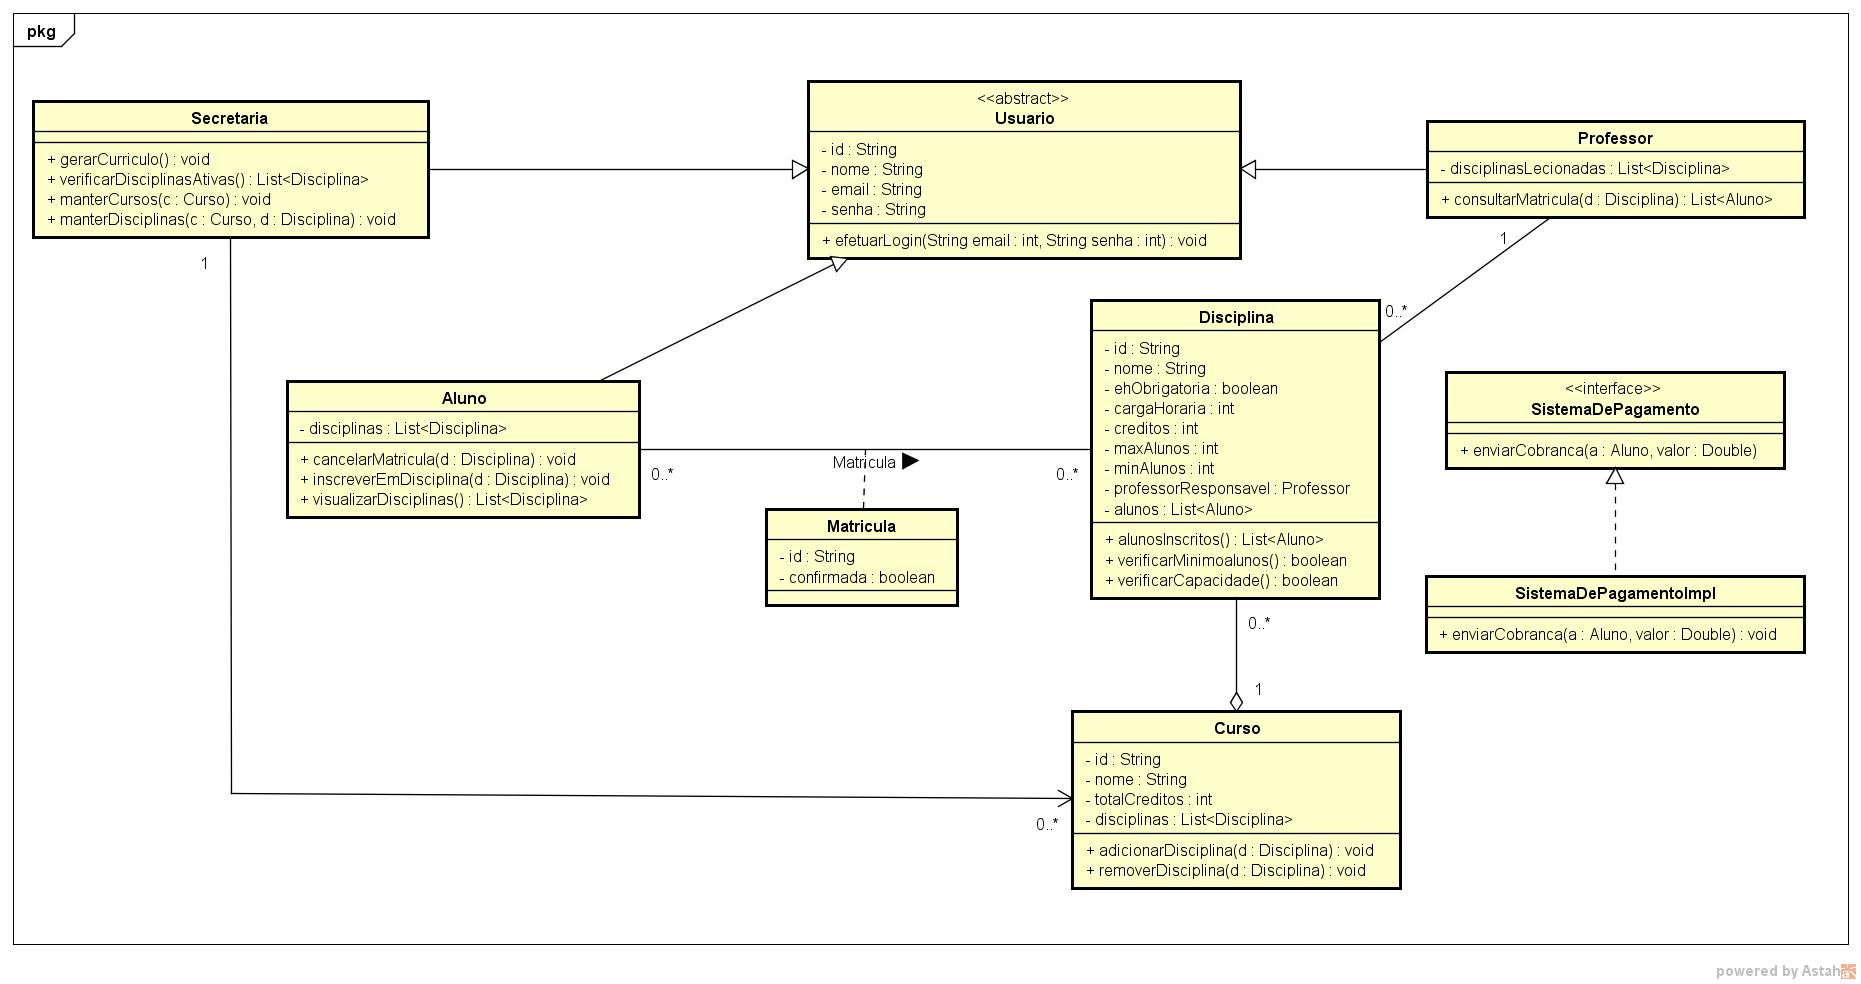 pkg
Secretaria
+ gerarCurriculo() : void
+ verificarDisciplinasAtivas() : List<Disciplina>
+ manterCursos(c : Curso) : void
+ manterDisciplinas(c : Curso, d : Disciplina) : void
<<abstract>>
Usuario
- id : String
- nome : String
- email : String
- senha : String
+ efetuarLogin(String email : int, String senha : int) : void
Professor
- disciplinasLecionadas : List<Disciplina>
+ consultarMatricula(d : Disciplina) : List<Aluno>
1
1
0..*
Disciplina
- id : String
- nome : String
- ehObrigatoria : boolean
- cargaHoraria : int
- creditos : int
- maxAlunos : int
- minAlunos : int
- professorResponsavel : Professor
- alunos : List<Aluno>
+ alunosInscritos() : List<Aluno>
+ verificarMinimoalunos() : boolean
+ verificarCapacidade() : boolean
<<interface>>
SistemaDePagamento
+ enviarCobranca(a : Aluno, valor : Double)
Aluno
- disciplinas : List<Disciplina>
+ cancelarMatricula(d : Disciplina) : void
+ inscreverEmDisciplina(d : Disciplina) : void
+ visualizarDisciplinas() : List<Disciplina>
0..*
Matricula
0..*
Matricula
- id : String
- confirmada : boolean
SistemaDePagamentoImpl
+ enviarCobranca(a : Aluno, valor : Double) : void
0..*
1
Curso
- id : String
- nome : String
- totalCreditos : int
- disciplinas : List<Disciplina>
+ adicionarDisciplina(d : Disciplina) : void
+ removerDisciplina(d : Disciplina) : void
0..*
powered by Astah